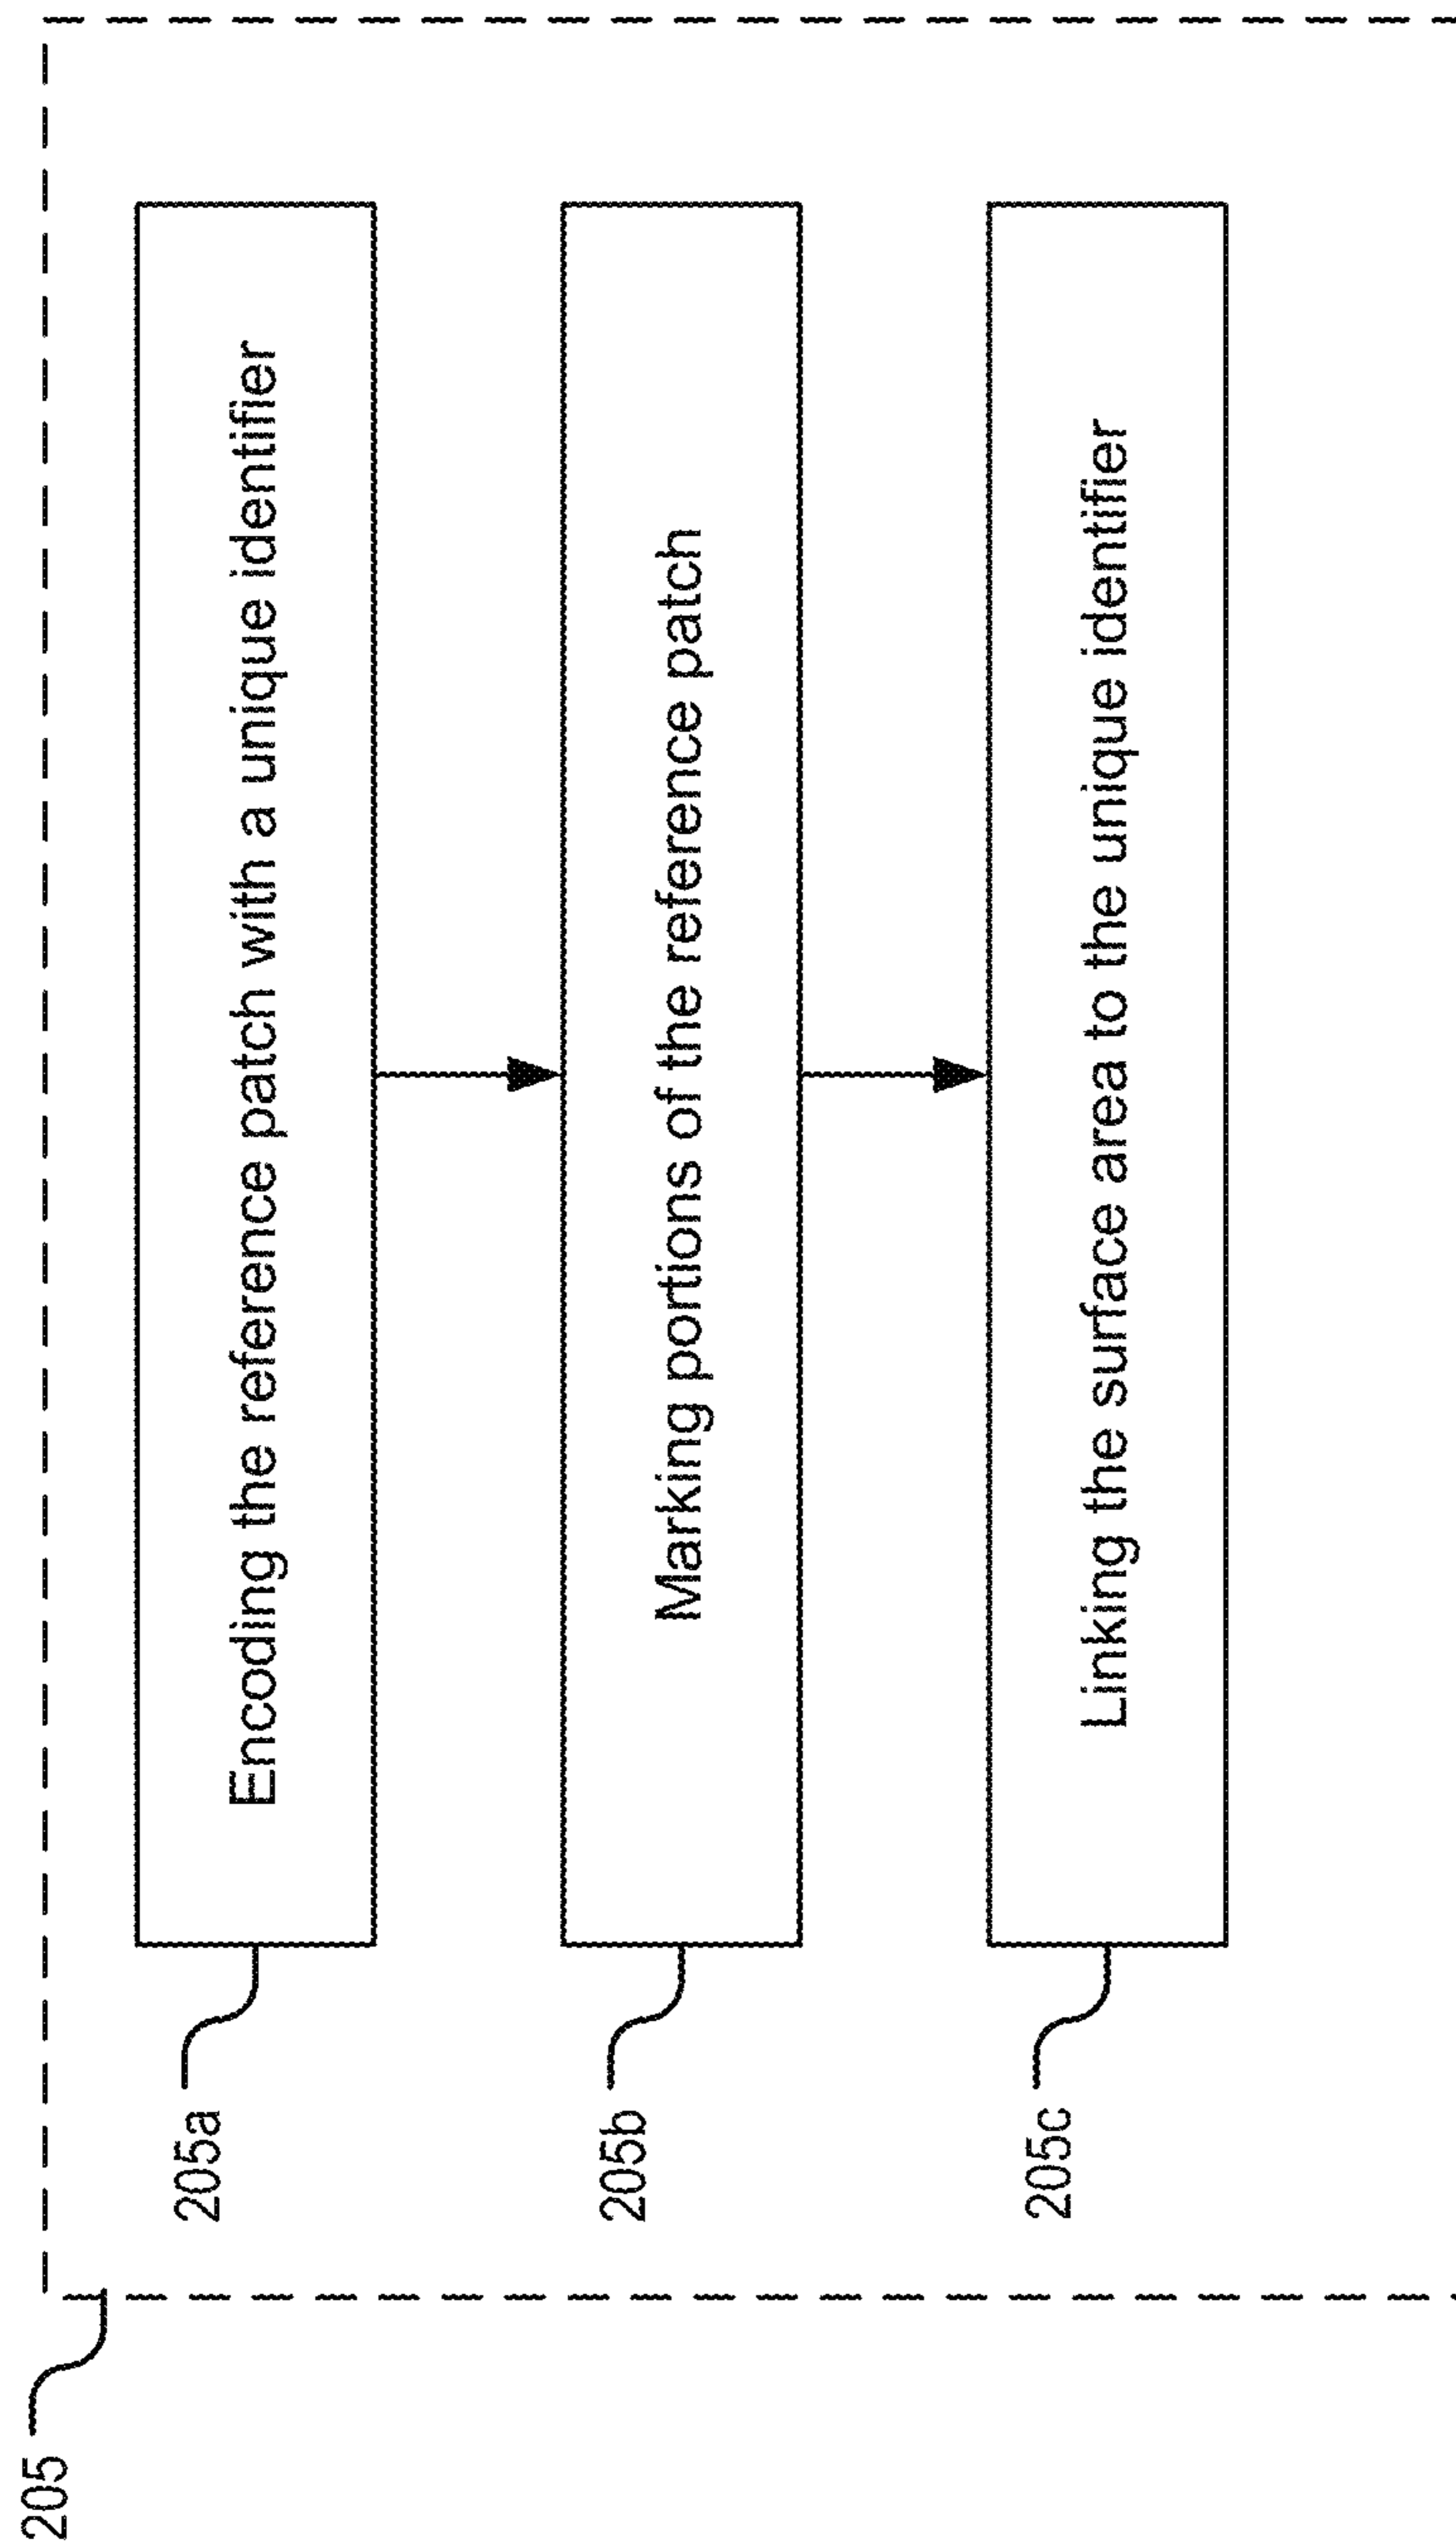 205
205a
Encoding the reference patch with a unique identifier
205b
Marking portions of the reference patch
205c
Linking the surface area to the unique identifier